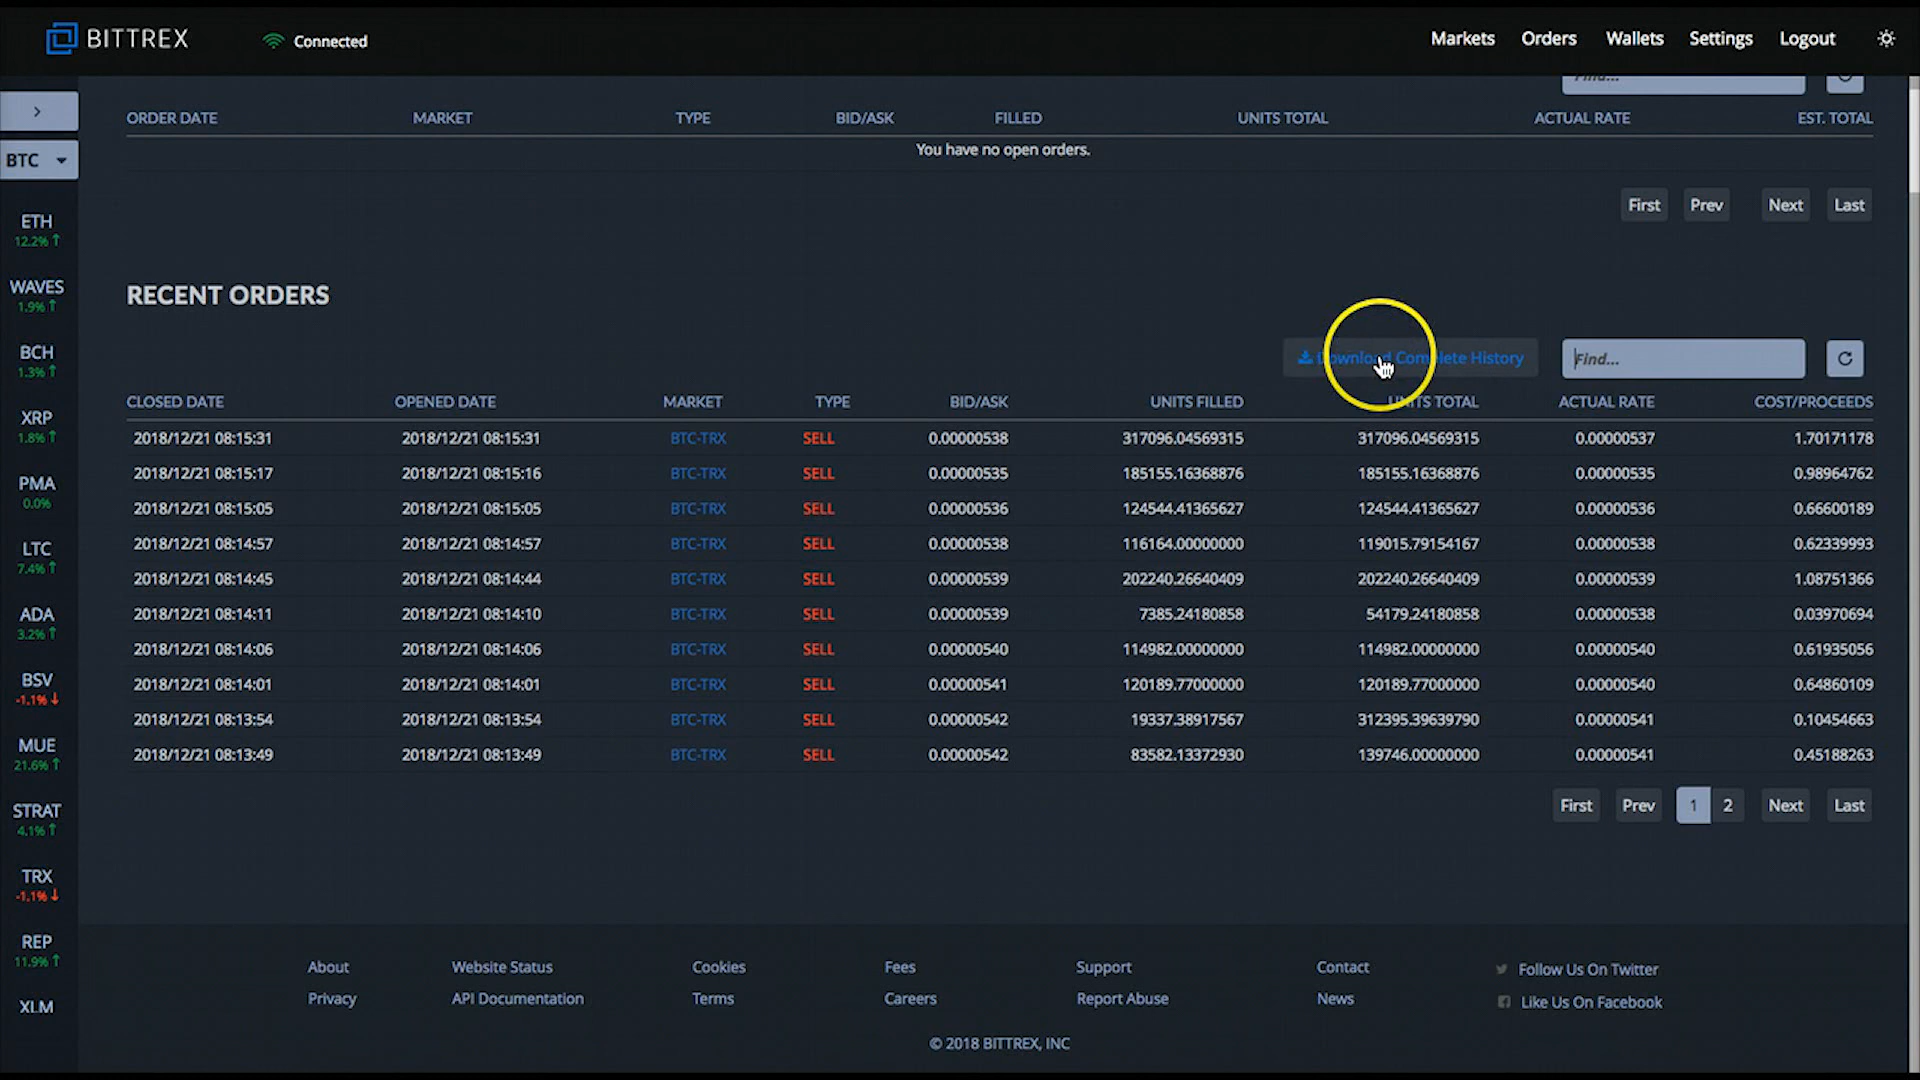 BITTREX Connected Markets Orders Wallets Settings Logout
Find...
ORDER DATE MARKET TYPE BID/ASK FILLED UNITS TOTAL ACTUAL RATE EST. TOTAL
You have no open orders.
BTC
First Prev Next Last
ETH
12.2% ↑
WAVES
1.9% ↑
RECENT ORDERS
BCH
1.3% ↑
Download Complete History Find...
CLOSED DATE OPENED DATE MARKET TYPE BID/ASK UNITS FILLED UNITS TOTAL ACTUAL RATE COST/PROCEEDS
2018/12/21 08:15:31 2018/12/21 08:15:31 BTC-TRX SELL 0.00000538 317096.04569315 317096.04569315 0.00000537 1.70171178
2018/12/21 08:15:17 2018/12/21 08:15:16 BTC-TRX SELL 0.00000535 185155.16368876 185155.16368876 0.00000535 0.98964762
2018/12/21 08:15:05 2018/12/21 08:15:05 BTC-TRX SELL 0.00000536 124544.41365627 124544.41365627 0.00000536 0.66600189
2018/12/21 08:14:57 2018/12/21 08:14:57 BTC-TRX SELL 0.00000538 116164.00000000 119015.79154167 0.00000538 0.62339993
2018/12/21 08:14:45 2018/12/21 08:14:44 BTC-TRX SELL 0.00000539 202240.26640409 202240.26640409 0.00000539 1.08751366
2018/12/21 08:14:11 2018/12/21 08:14:10 BTC-TRX SELL 0.00000539 7385.24180858 54179.24180858 0.00000538 0.03970694
2018/12/21 08:14:06 2018/12/21 08:14:06 BTC-TRX SELL 0.00000540 114982.00000000 114982.00000000 0.00000540 0.61935056
2018/12/21 08:14:01 2018/12/21 08:14:01 BTC-TRX SELL 0.00000541 120189.77000000 120189.77000000 0.00000540 0.64860109
2018/12/21 08:13:54 2018/12/21 08:13:54 BTC-TRX SELL 0.00000542 19337.38917567 312395.39639790 0.00000541 0.10454663
2018/12/21 08:13:49 2018/12/21 08:13:49 BTC-TRX SELL 0.00000542 83582.13372930 139746.00000000 0.00000541 0.45188263
First Prev 1 2 Next Last
XRP
1.8% ↑
PMA
0.0%
LTC
7.4% ↑
ADA
3.2% ↑
BSV
-1.1% ↓
MUE
21.6% ↑
STRAT
4.1% ↑
TRX
-1.1% ↓
REP
11.9% ↑
XLM
About Website Status Cookies Fees Support Contact Follow Us On Twitter
Privacy API Documentation Terms Careers Report Abuse News Like Us On Facebook
© 2018 BITTREX, INC